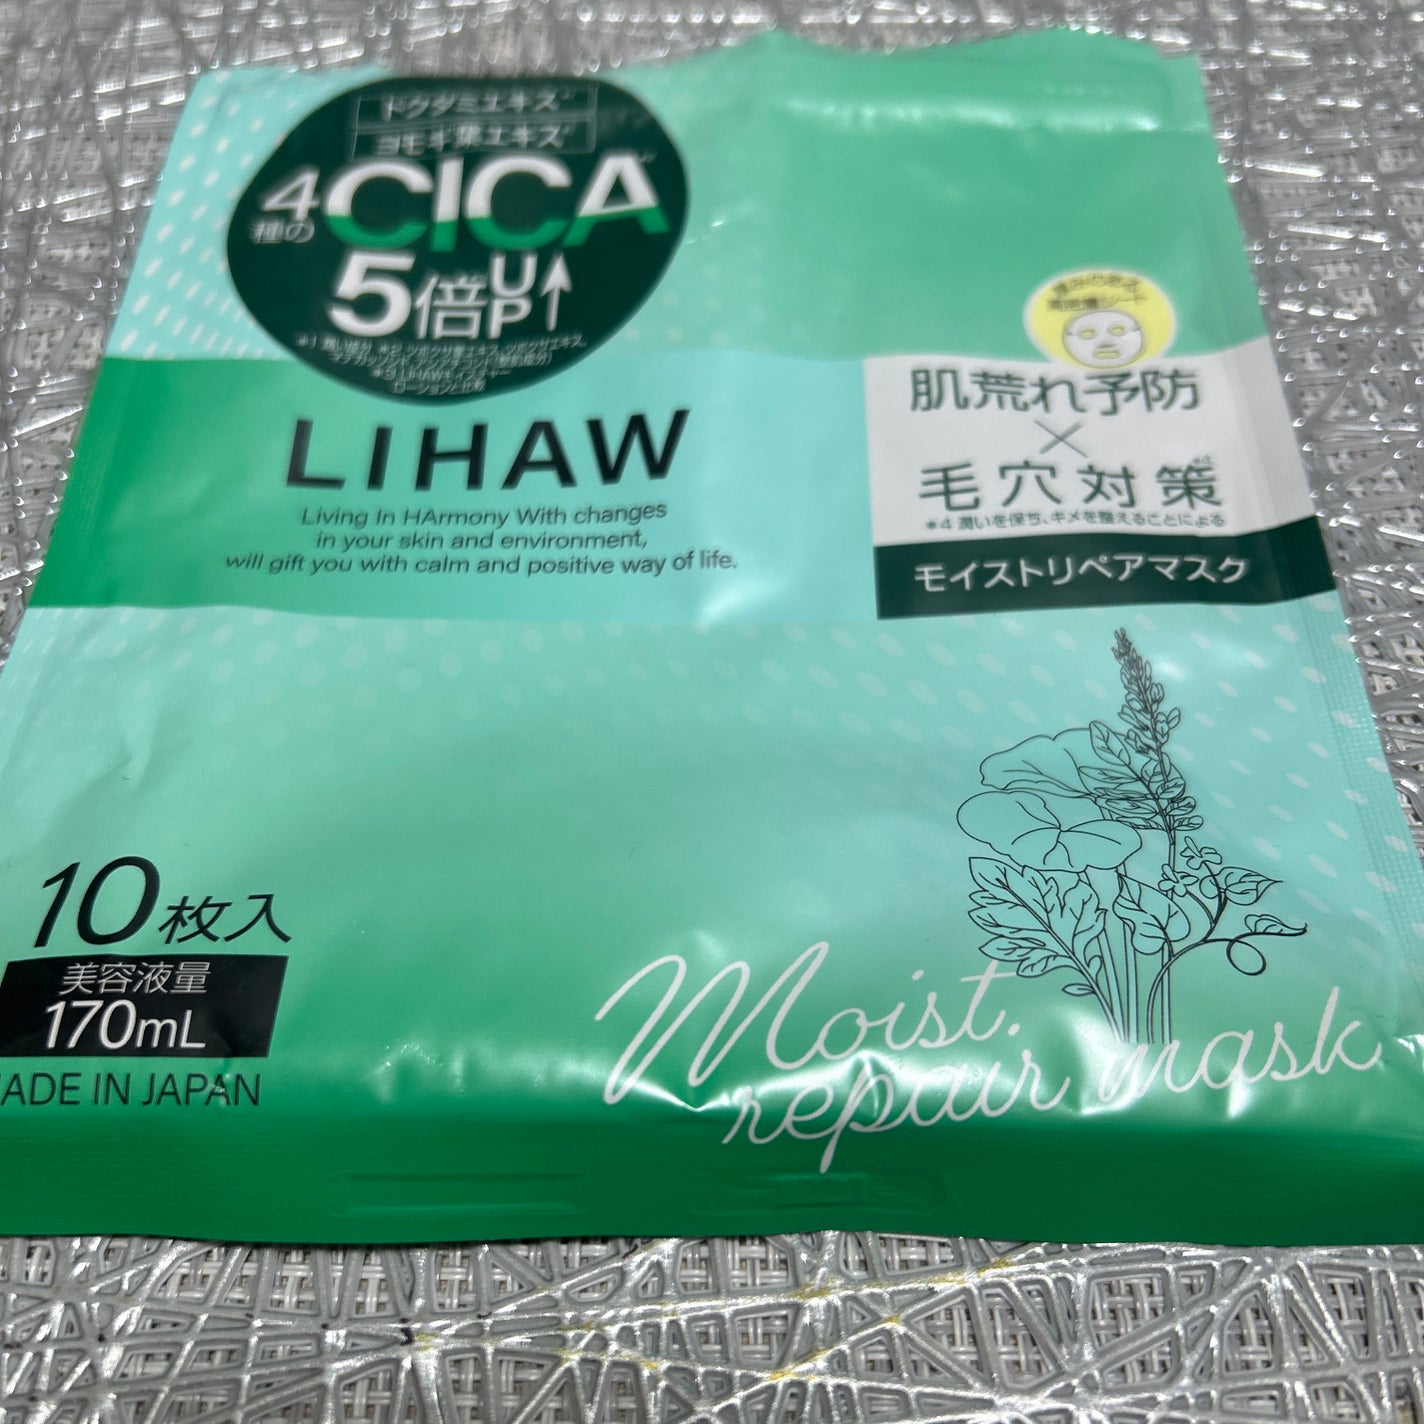 ドクダミエキス
ヨモギ葉エキス
4種のCICA
5倍UP↑
LIHAW
Living In HArmony With changes
in your skin and environment,
will gift you with calm and positive way of life.
肌荒れ予防
×
毛穴対策
*4 潤いを保ち、キメを整えることによる
モイストリペアマスク
10枚入
美容液量
170mL
ADE IN JAPAN
Moist.
repair mask